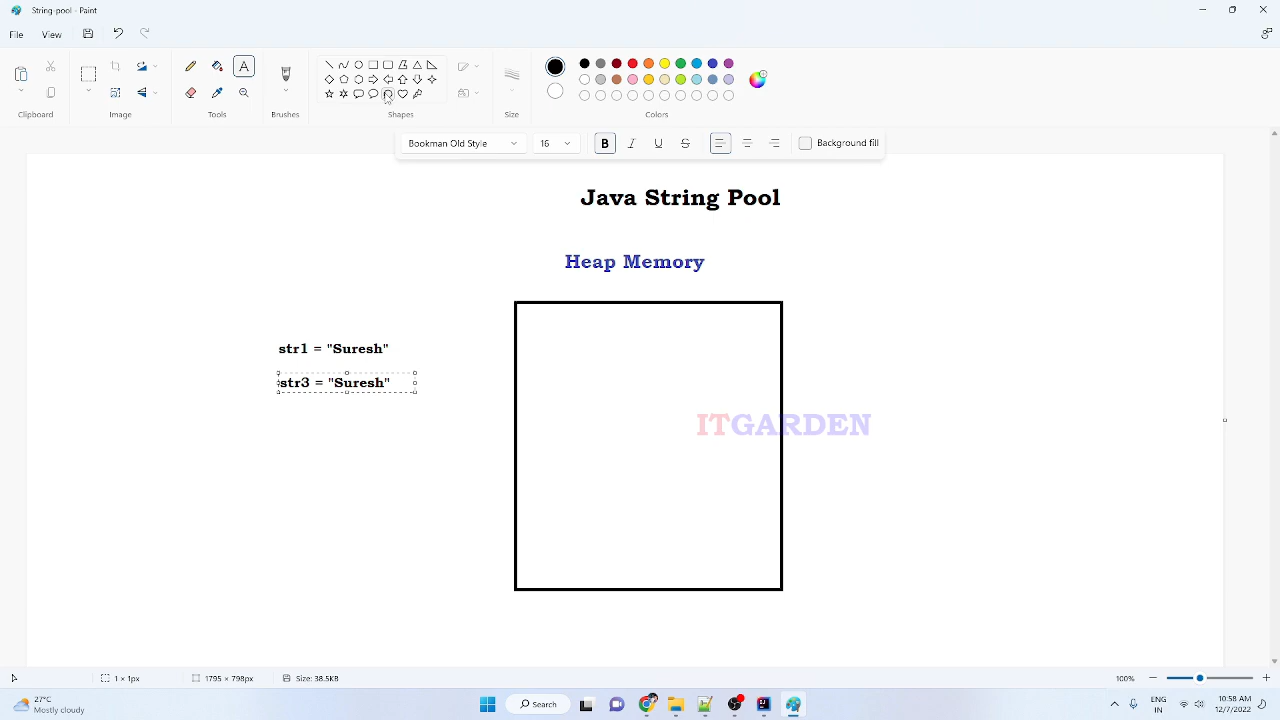 String-pool - Paint
File View
Clipboard Image Tools Brushes Shapes Size Colors
Bookman Old Style 16 B I U S Background fill
Java String Pool
Heap Memory
str1 = "Suresh"
str3 = "Suresh"
ITGARDEN
1 × 1px 1795 × 798px Size: 38.5KB 100%
27°C
Mostly cloudy
Search
ENG
IN
10:58 AM
12/7/2022